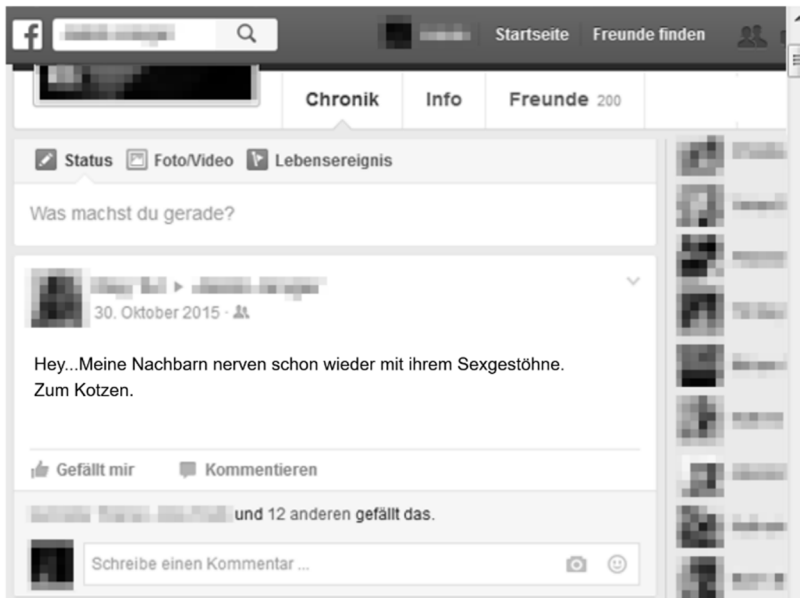 f
Startseite Freunde finden
Chronik Info Freunde 200
Status Foto/Video Lebensereignis
Was machst du gerade?
30. Oktober 2015 ·
Hey...Meine Nachbarn nerven schon wieder mit ihrem Sexgestöhne.
Zum Kotzen.
Gefällt mir Kommentieren
und 12 anderen gefällt das.
Schreibe einen Kommentar ...